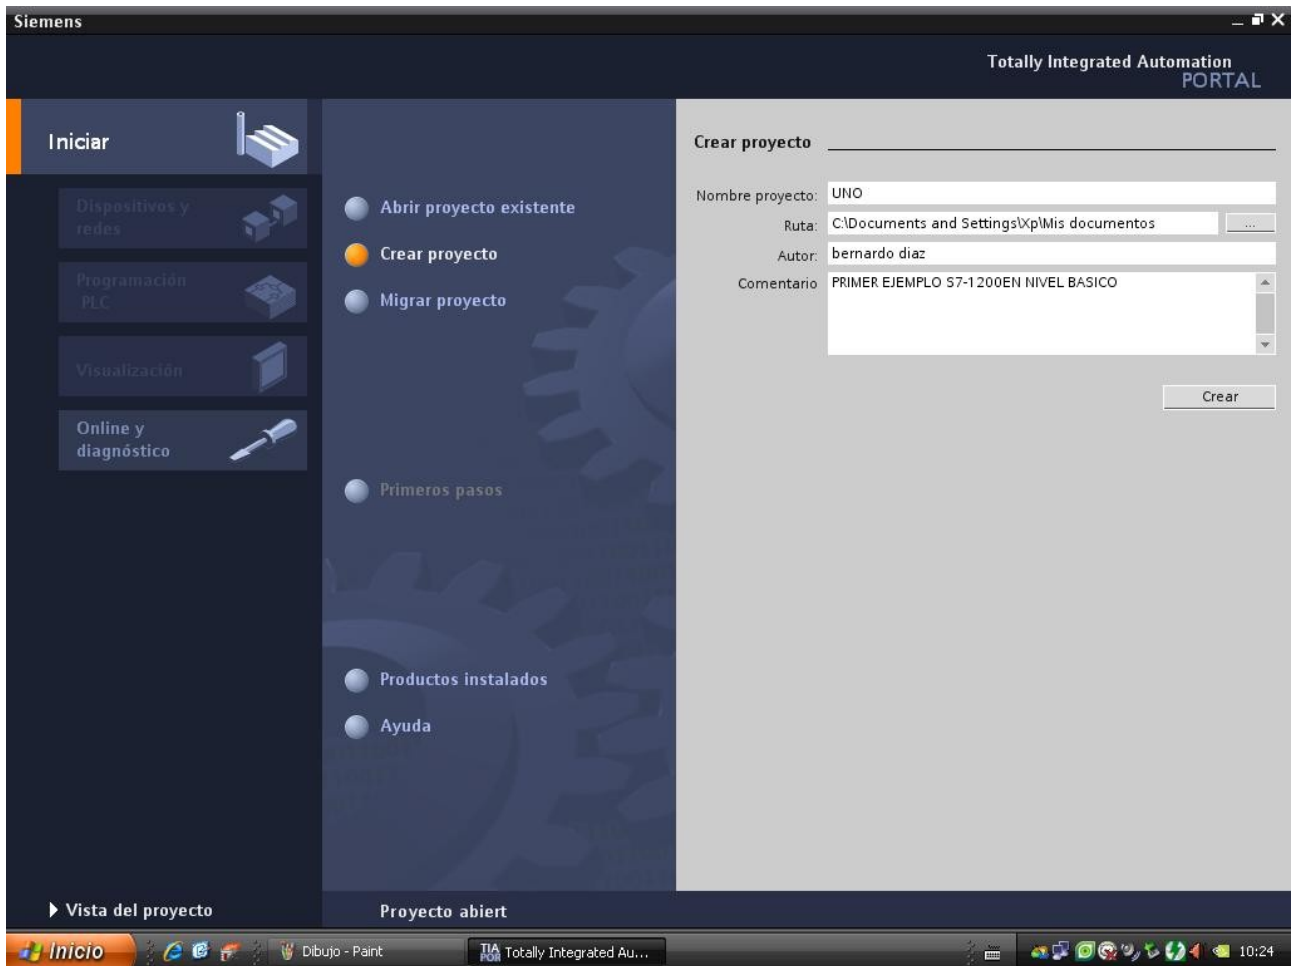 Siemens
Totally Integrated Automation
PORTAL
Iniciar
Dispositivos y
redes
Programación
PLC
Visualización
Online y
diagnóstico
Abrir proyecto existente
Crear proyecto
Migrar proyecto
Primeros pasos
Productos instalados
Ayuda
Crear proyecto
Nombre proyecto: UNO
Ruta: C:\Documents and Settings\Xp\Mis documentos ...
Autor: bernardo diaz
Comentario PRIMER EJEMPLO S7-1200EN NIVEL BASICO
Crear
Vista del proyecto
Proyecto abiert
Inicio
Dibujo - Paint
TIA
POR
Totally Integrated Au...
10:24